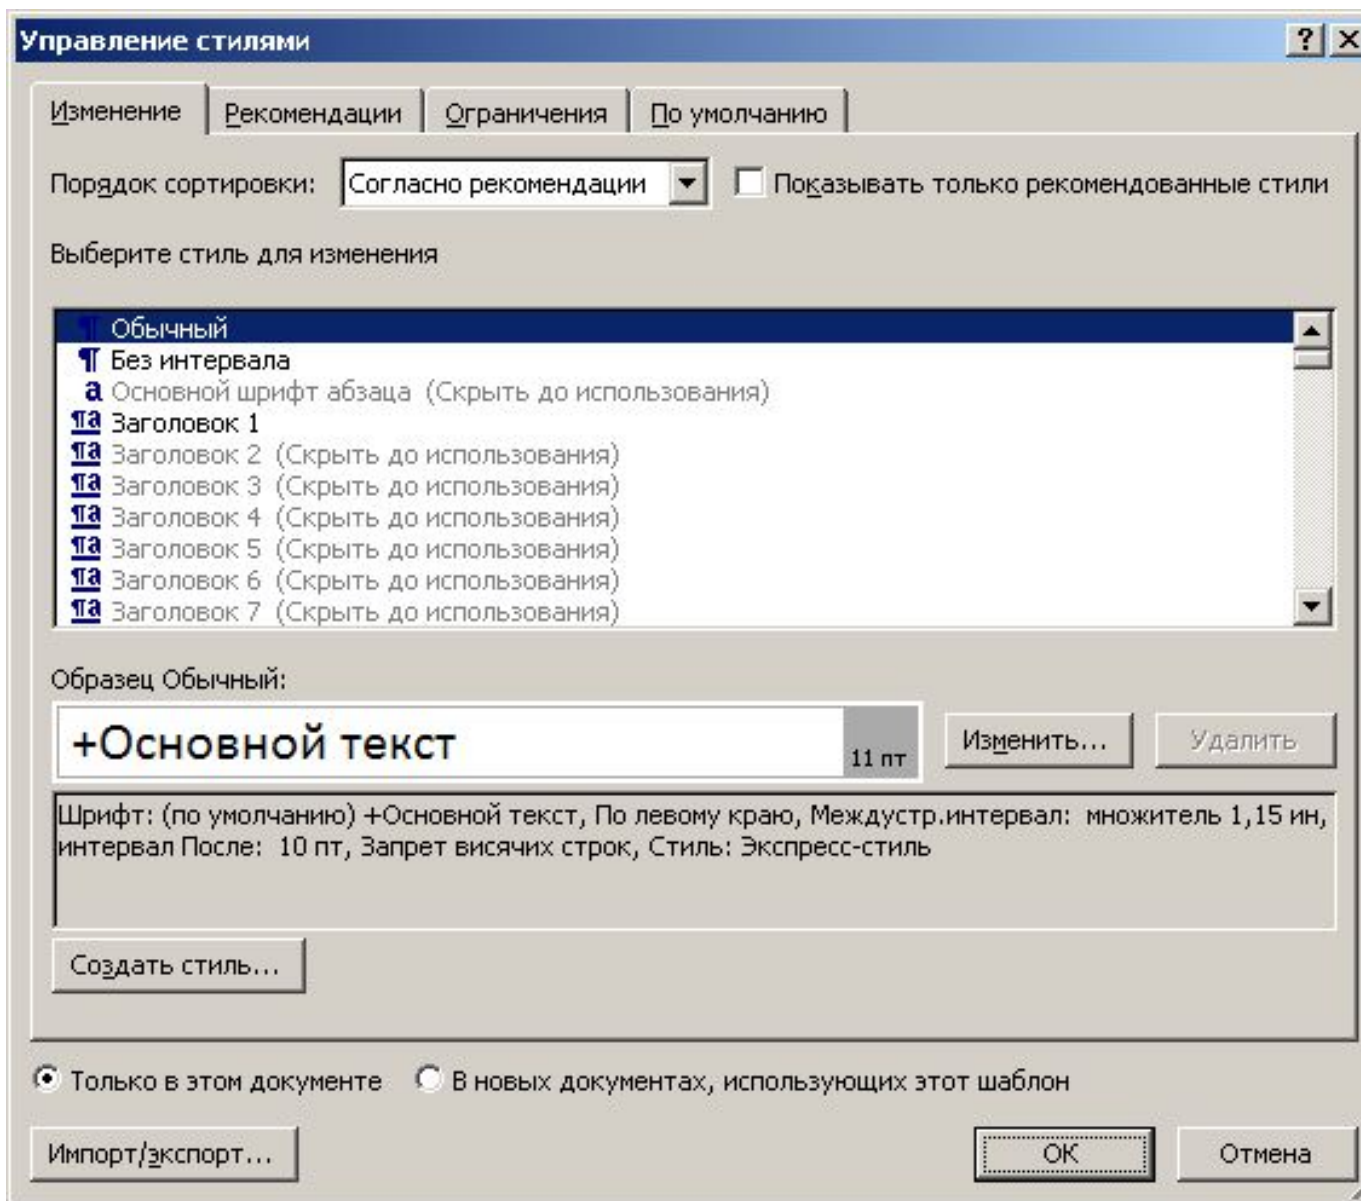 Управление стилями
Изменение Рекомендации Ограничения По умолчанию
Порядок сортировки: Согласно рекомендации Показывать только рекомендованные стили
Выберите стиль для изменения
¶ Обычный
¶ Без интервала
a Основной шрифт абзаца (Скрыть до использования)
¶a Заголовок 1
¶a Заголовок 2 (Скрыть до использования)
¶a Заголовок 3 (Скрыть до использования)
¶a Заголовок 4 (Скрыть до использования)
¶a Заголовок 5 (Скрыть до использования)
¶a Заголовок 6 (Скрыть до использования)
¶a Заголовок 7 (Скрыть до использования)
Образец Обычный:
+Основной текст 11 пт Изменить... Удалить
Шрифт: (по умолчанию) +Основной текст, По левому краю, Междустр.интервал: множитель 1,15 ин,
интервал После: 10 пт, Запрет висячих строк, Стиль: Экспресс-стиль
Создать стиль...
Только в этом документе В новых документах, использующих этот шаблон
Импорт/экспорт... ОК Отмена